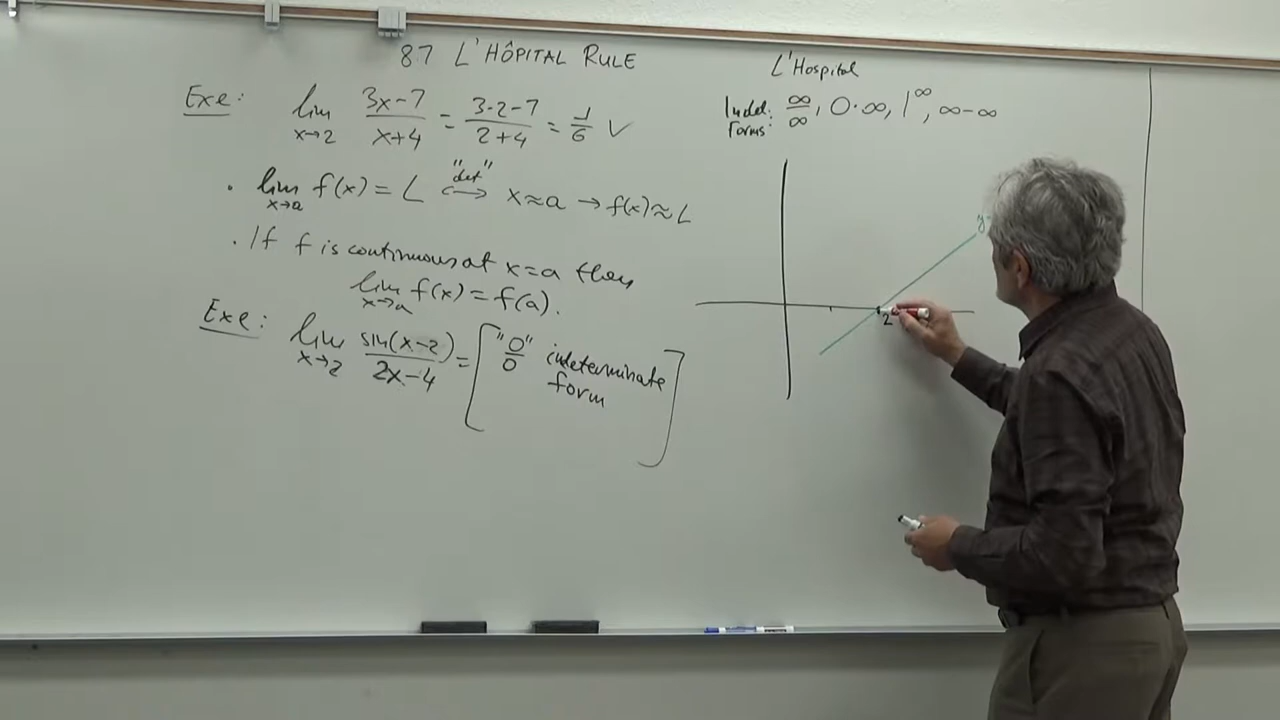 8.7 L'HÔPITAL RULE
L'Hospital
Exe: lim x→2 3x-7/x+4 = 3·2-7/2+4 = 1/6 V
Indel. forms: ∞/∞, 0·∞, 1^∞, ∞-∞
· lim x→a f(x) = L "def" ⟷ x≈a → f(x)≈L
· If f is continuous at x=a then
lim x→a f(x) = f(a).
Exe: lim x→2 sin(x-2)/2x-4 = ["0/0" indeterminate
form]
y
2